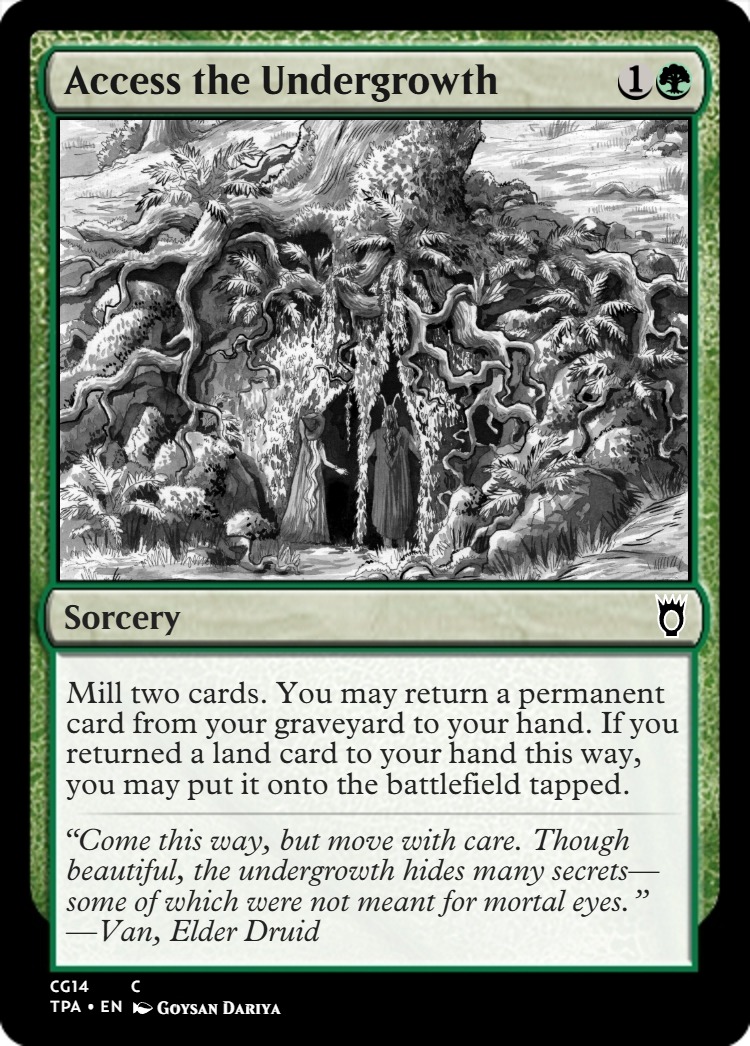 Access the Undergrowth 1
Sorcery
Mill two cards. You may return a permanent
card from your graveyard to your hand. If you
returned a land card to your hand this way,
you may put it onto the battlefield tapped.
“Come this way, but move with care. Though
beautiful, the undergrowth hides many secrets—
some of which were not meant for mortal eyes.”
—Van, Elder Druid
CG14 C
TPA • EN Goysan Dariya